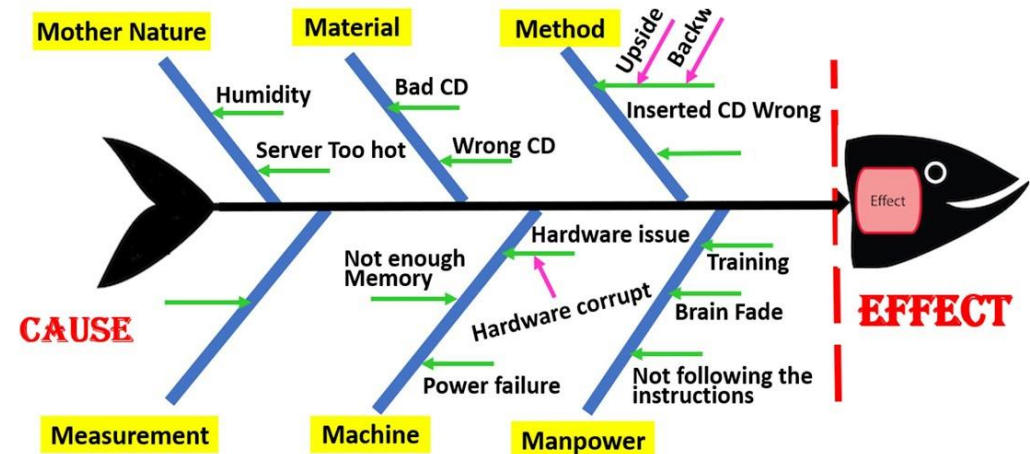 Mother Nature
Material
Method
Upside
Backw
Humidity
Bad CD
Inserted CD Wrong
Server Too hot
Wrong CD
Effect
Not enough
Memory
Hardware issue
Training
Hardware corrupt
Brain Fade
CAUSE
EFFECT
Power failure
Not following the
instructions
Measurement
Machine
Manpower